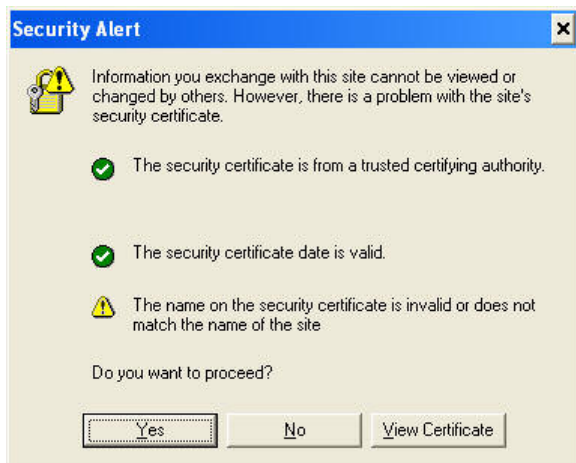 Security Alert
Information you exchange with this site cannot be viewed or
changed by others. However, there is a problem with the site's
security certificate.
The security certificate is from a trusted certifying authority.
The security certificate date is valid.
The name on the security certificate is invalid or does not
match the name of the site
Do you want to proceed?
Yes No View Certificate